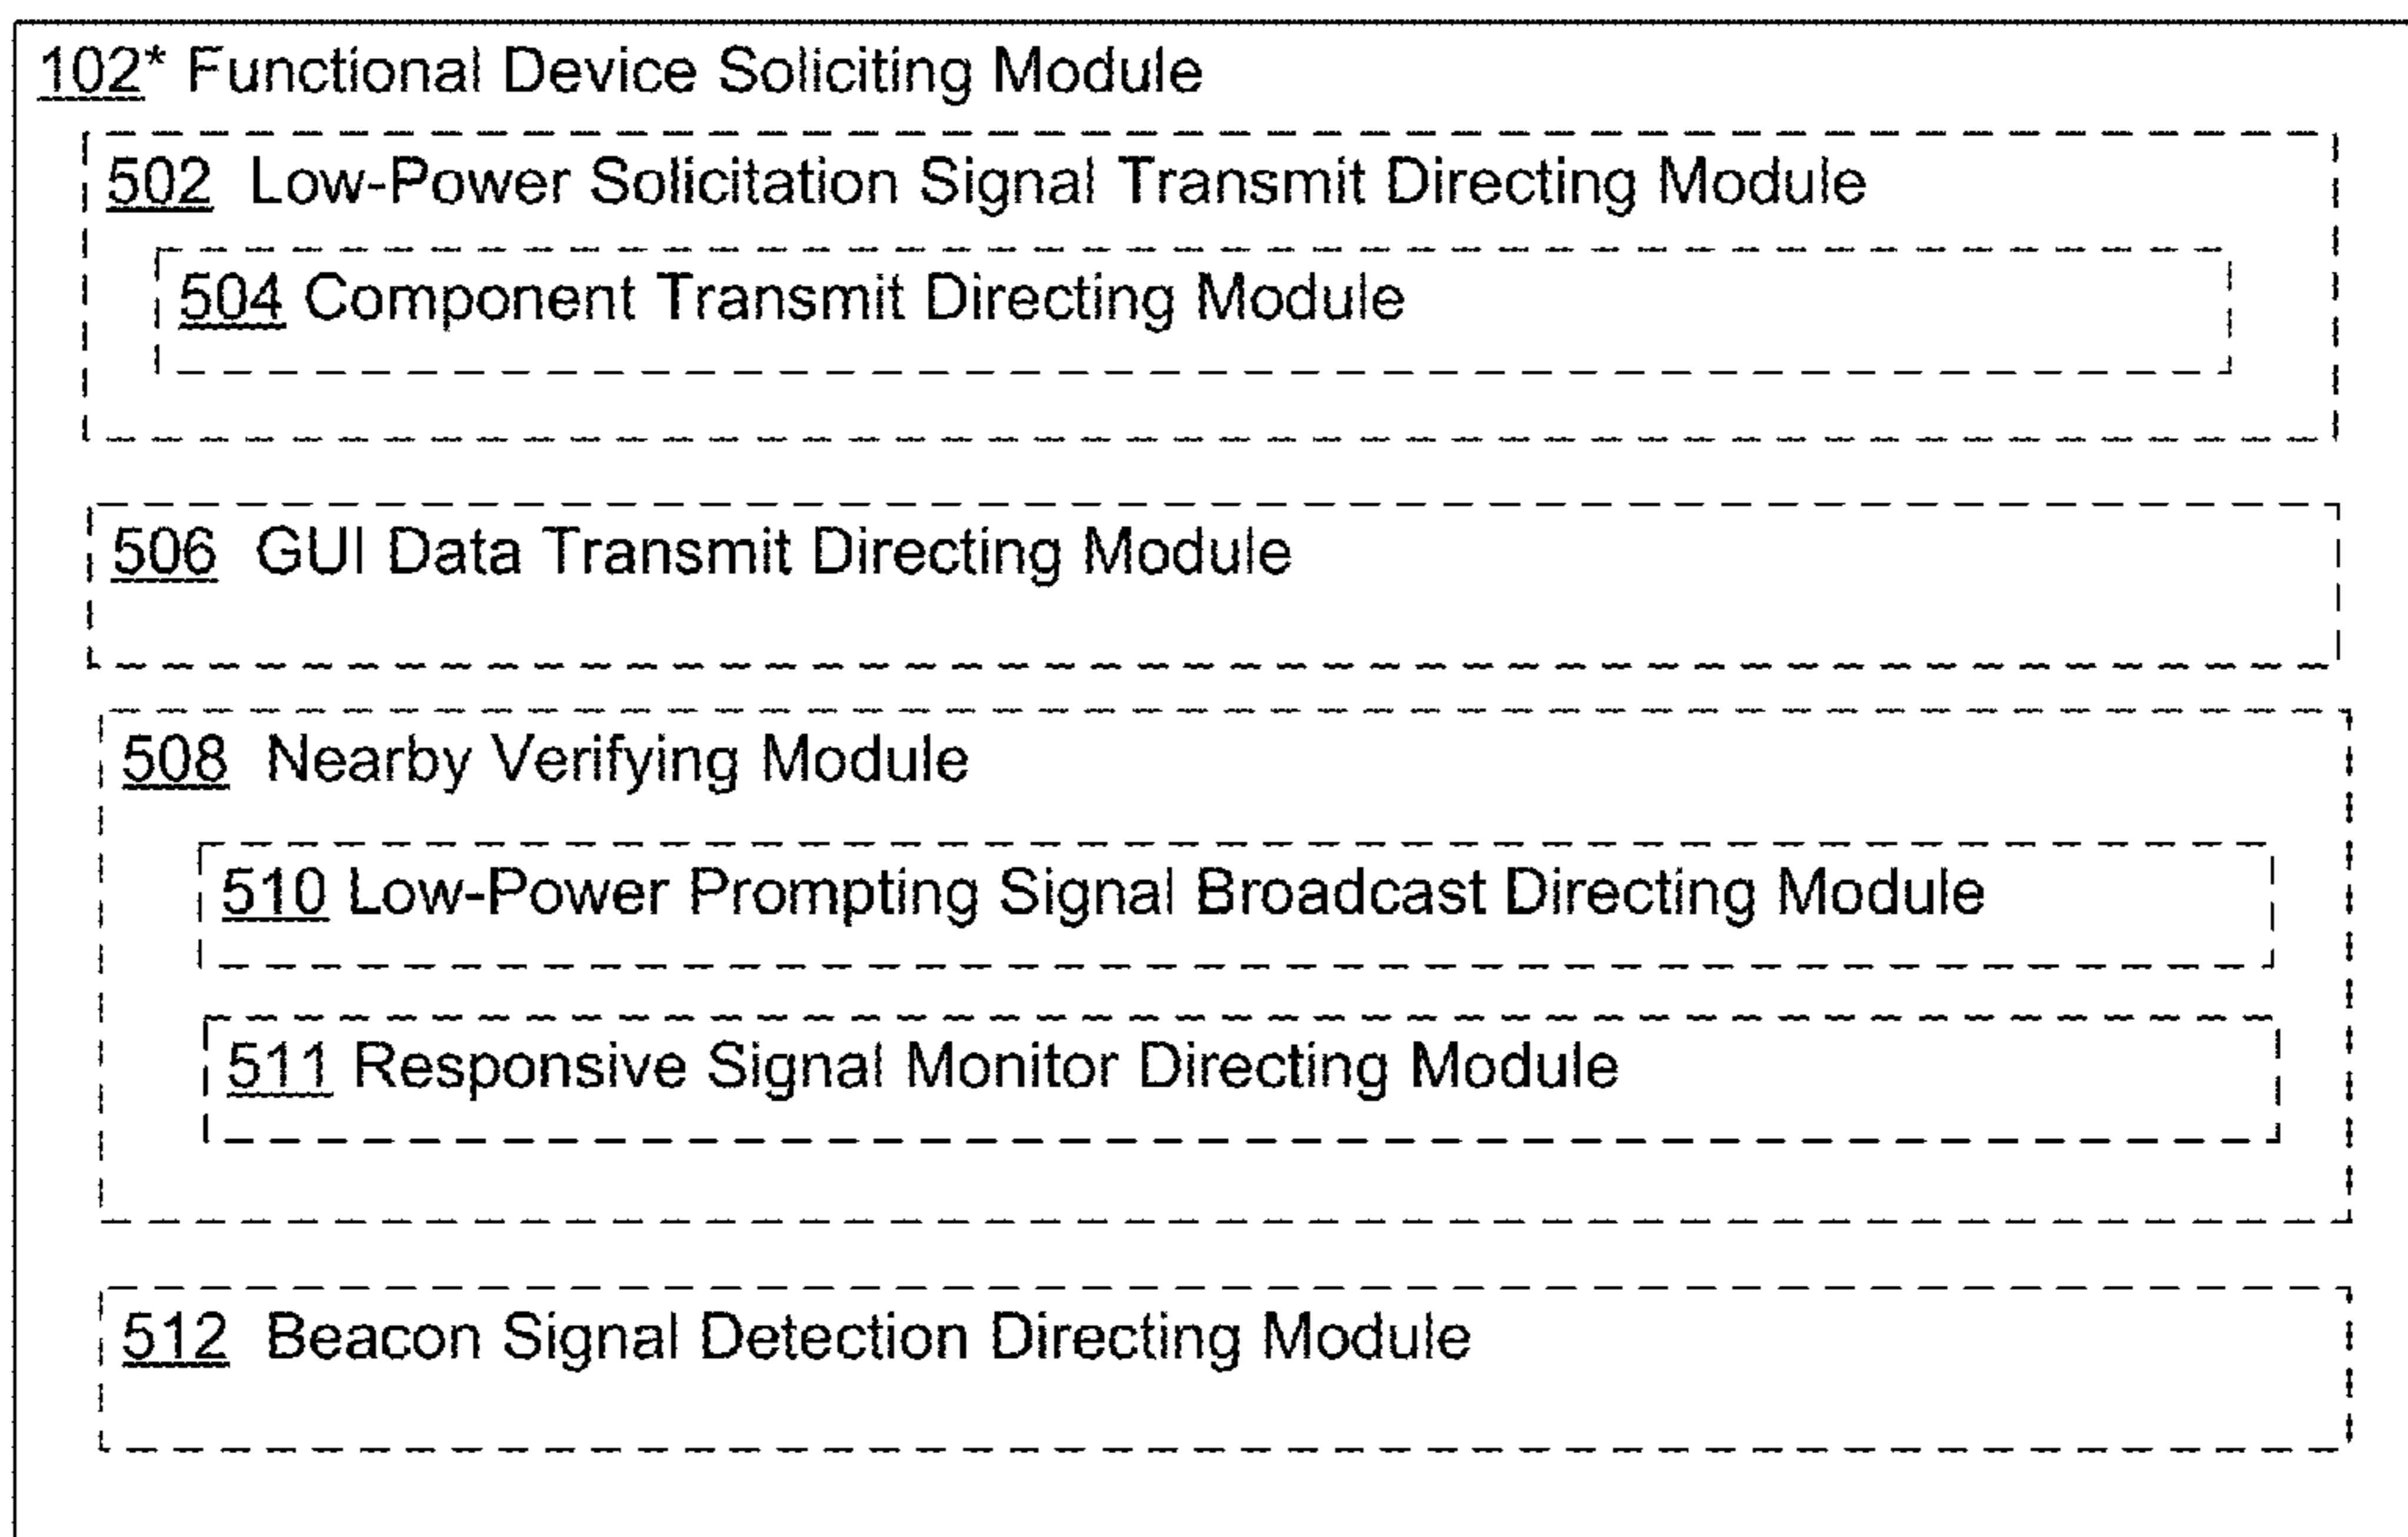 102* Functional Device Soliciting Module
502 Low-Power Solicitation Signal Transmit Directing Module
504 Component Transmit Directing Module
506 GUI Data Transmit Directing Module
508 Nearby Verifying Module
510 Low-Power Prompting Signal Broadcast Directing Module
511 Responsive Signal Monitor Directing Module
512 Beacon Signal Detection Directing Module